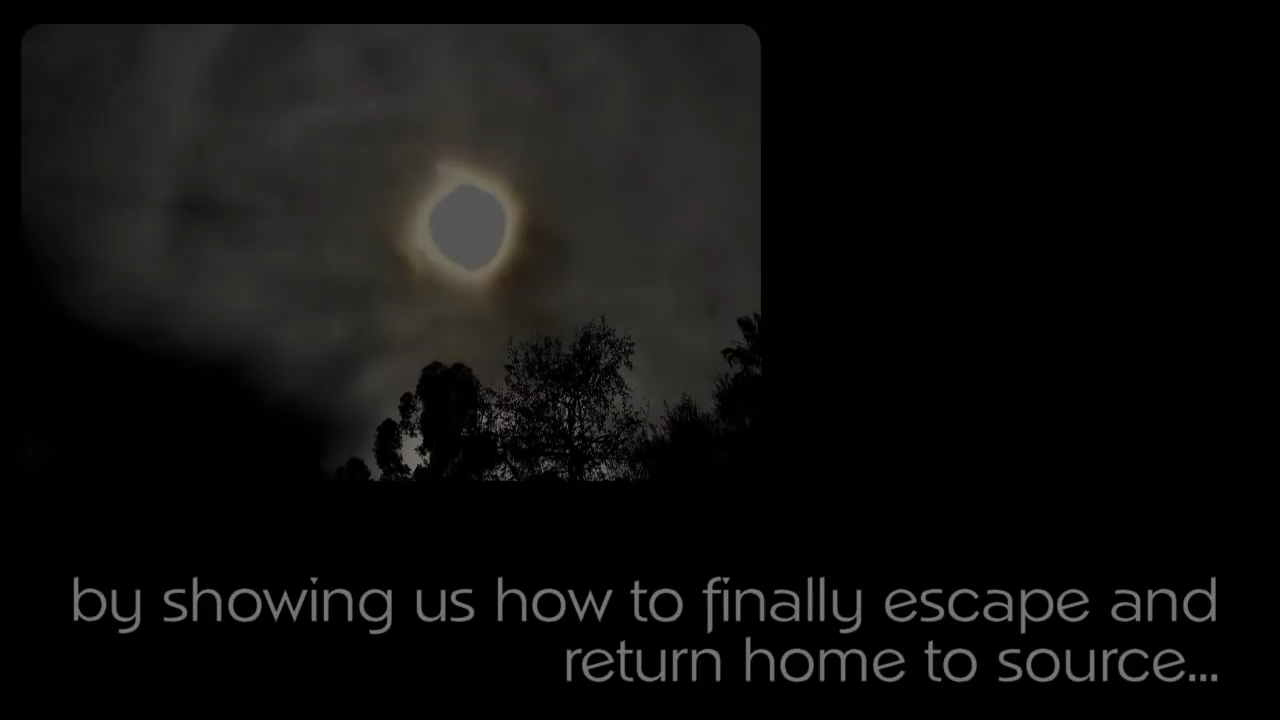 by showing us how to finally escape and
return home to source...